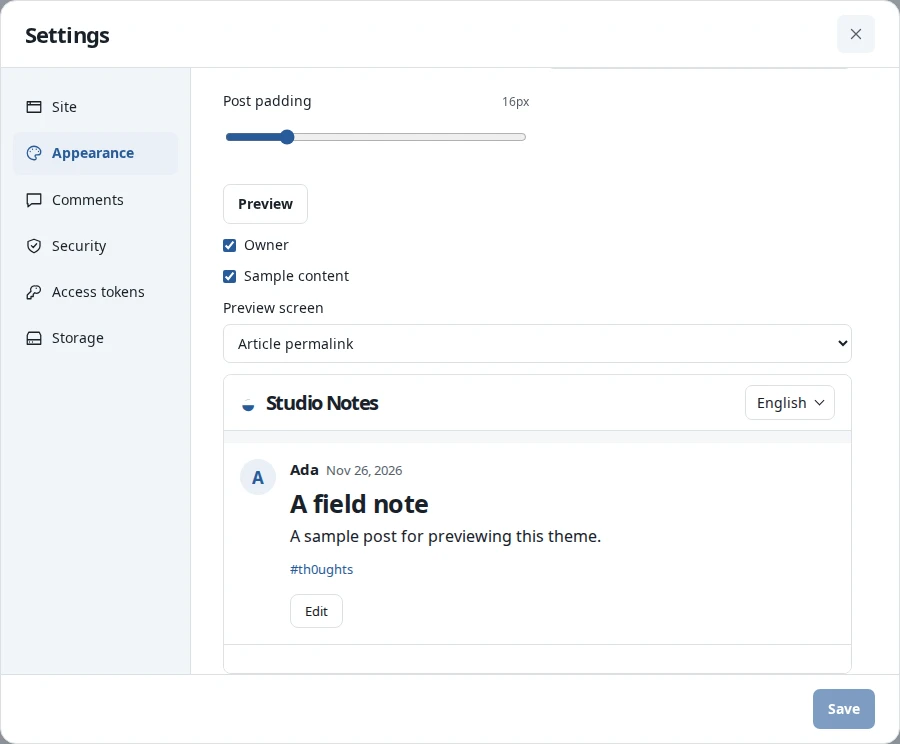 Settings
Site
Appearance
Comments
Security
Access tokens
Storage
Post padding 16px
Preview
Owner
Sample content
Preview screen
Article permalink
Studio Notes English
A Ada Nov 26, 2026
A field note
A sample post for previewing this theme.
#th0ughts
Edit
Save